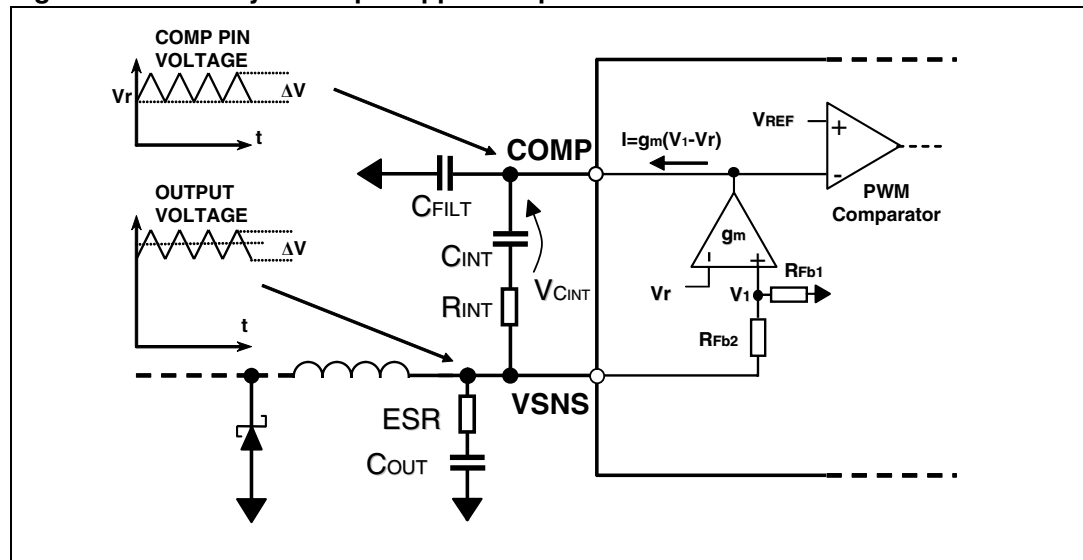 COMP PIN
VOLTAGE
Vr
ΔV
t
OUTPUT
VOLTAGE
ΔV
t
COMP
CFILT
CINT
VCINT
RINT
VSNS
ESR
COUT
I=gm(V1-Vr)
VREF
+
-
PWM
Comparator
gm
-
+
Vr
V1
RFb1
RFb2